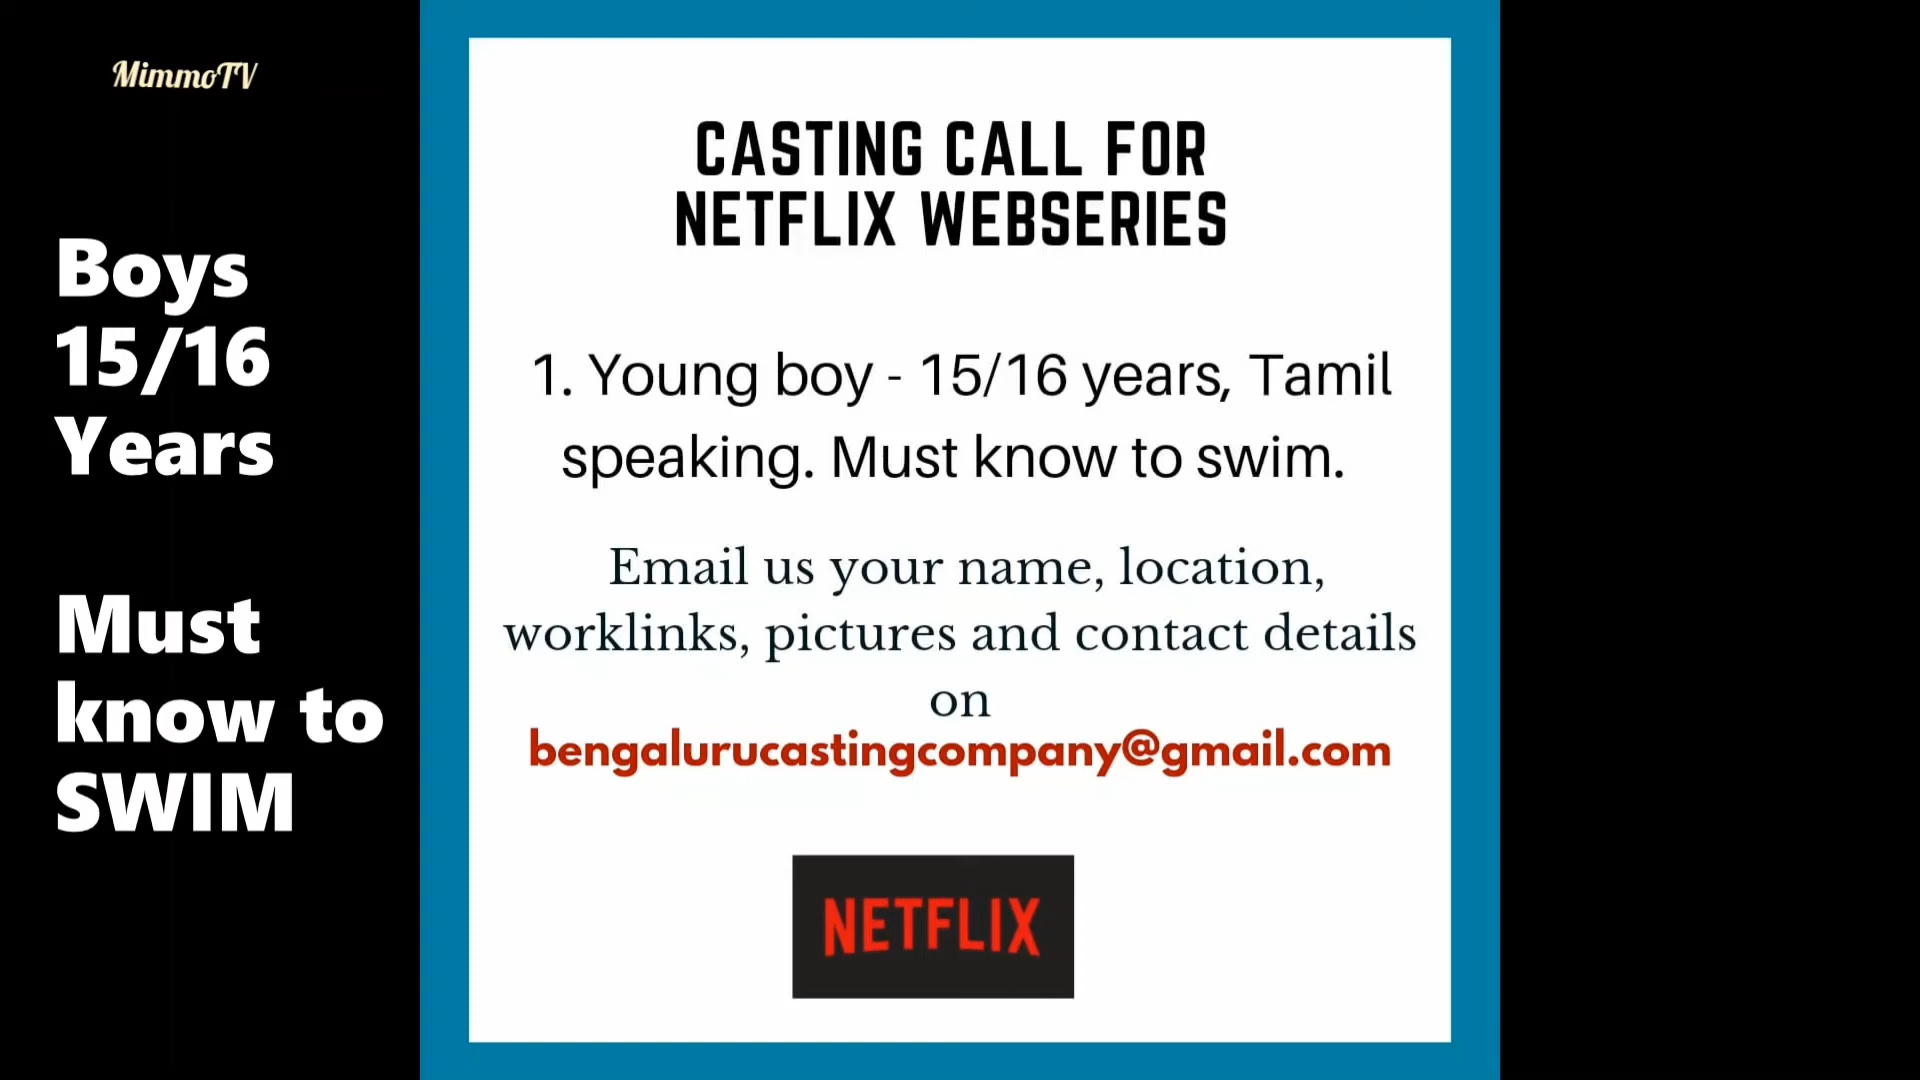 MimmoTV
Boys
15/16
Years
Must
know to
SWIM
CASTING CALL FOR
NETFLIX WEBSERIES
1. Young boy - 15/16 years, Tamil
speaking. Must know to swim.
Email us your name, location,
worklinks, pictures and contact details
on
bengalurucastingcompany@gmail.com
NETFLIX